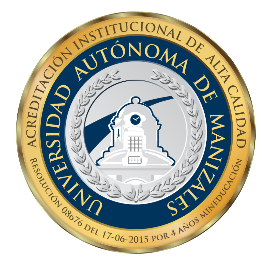 ACREDITACIÓN INSTITUCIONAL DE ALTA CALIDAD
UNIVERSIDAD AUTÓNOMA DE MANIZALES
RESOLUCIÓN 08676 DEL 17-06-2015 POR 4 AÑOS MINEDUCACIÓN